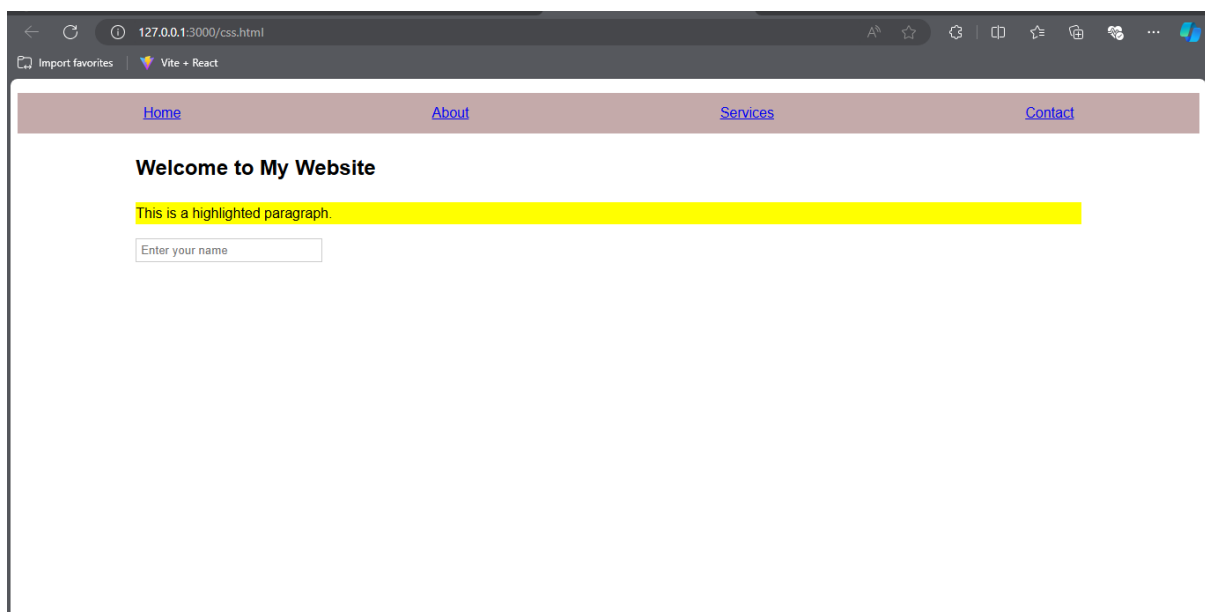 127.0.0.1:3000/css.html
Import favorites Vite + React
Home About Services Contact
Welcome to My Website
This is a highlighted paragraph.
Enter your name